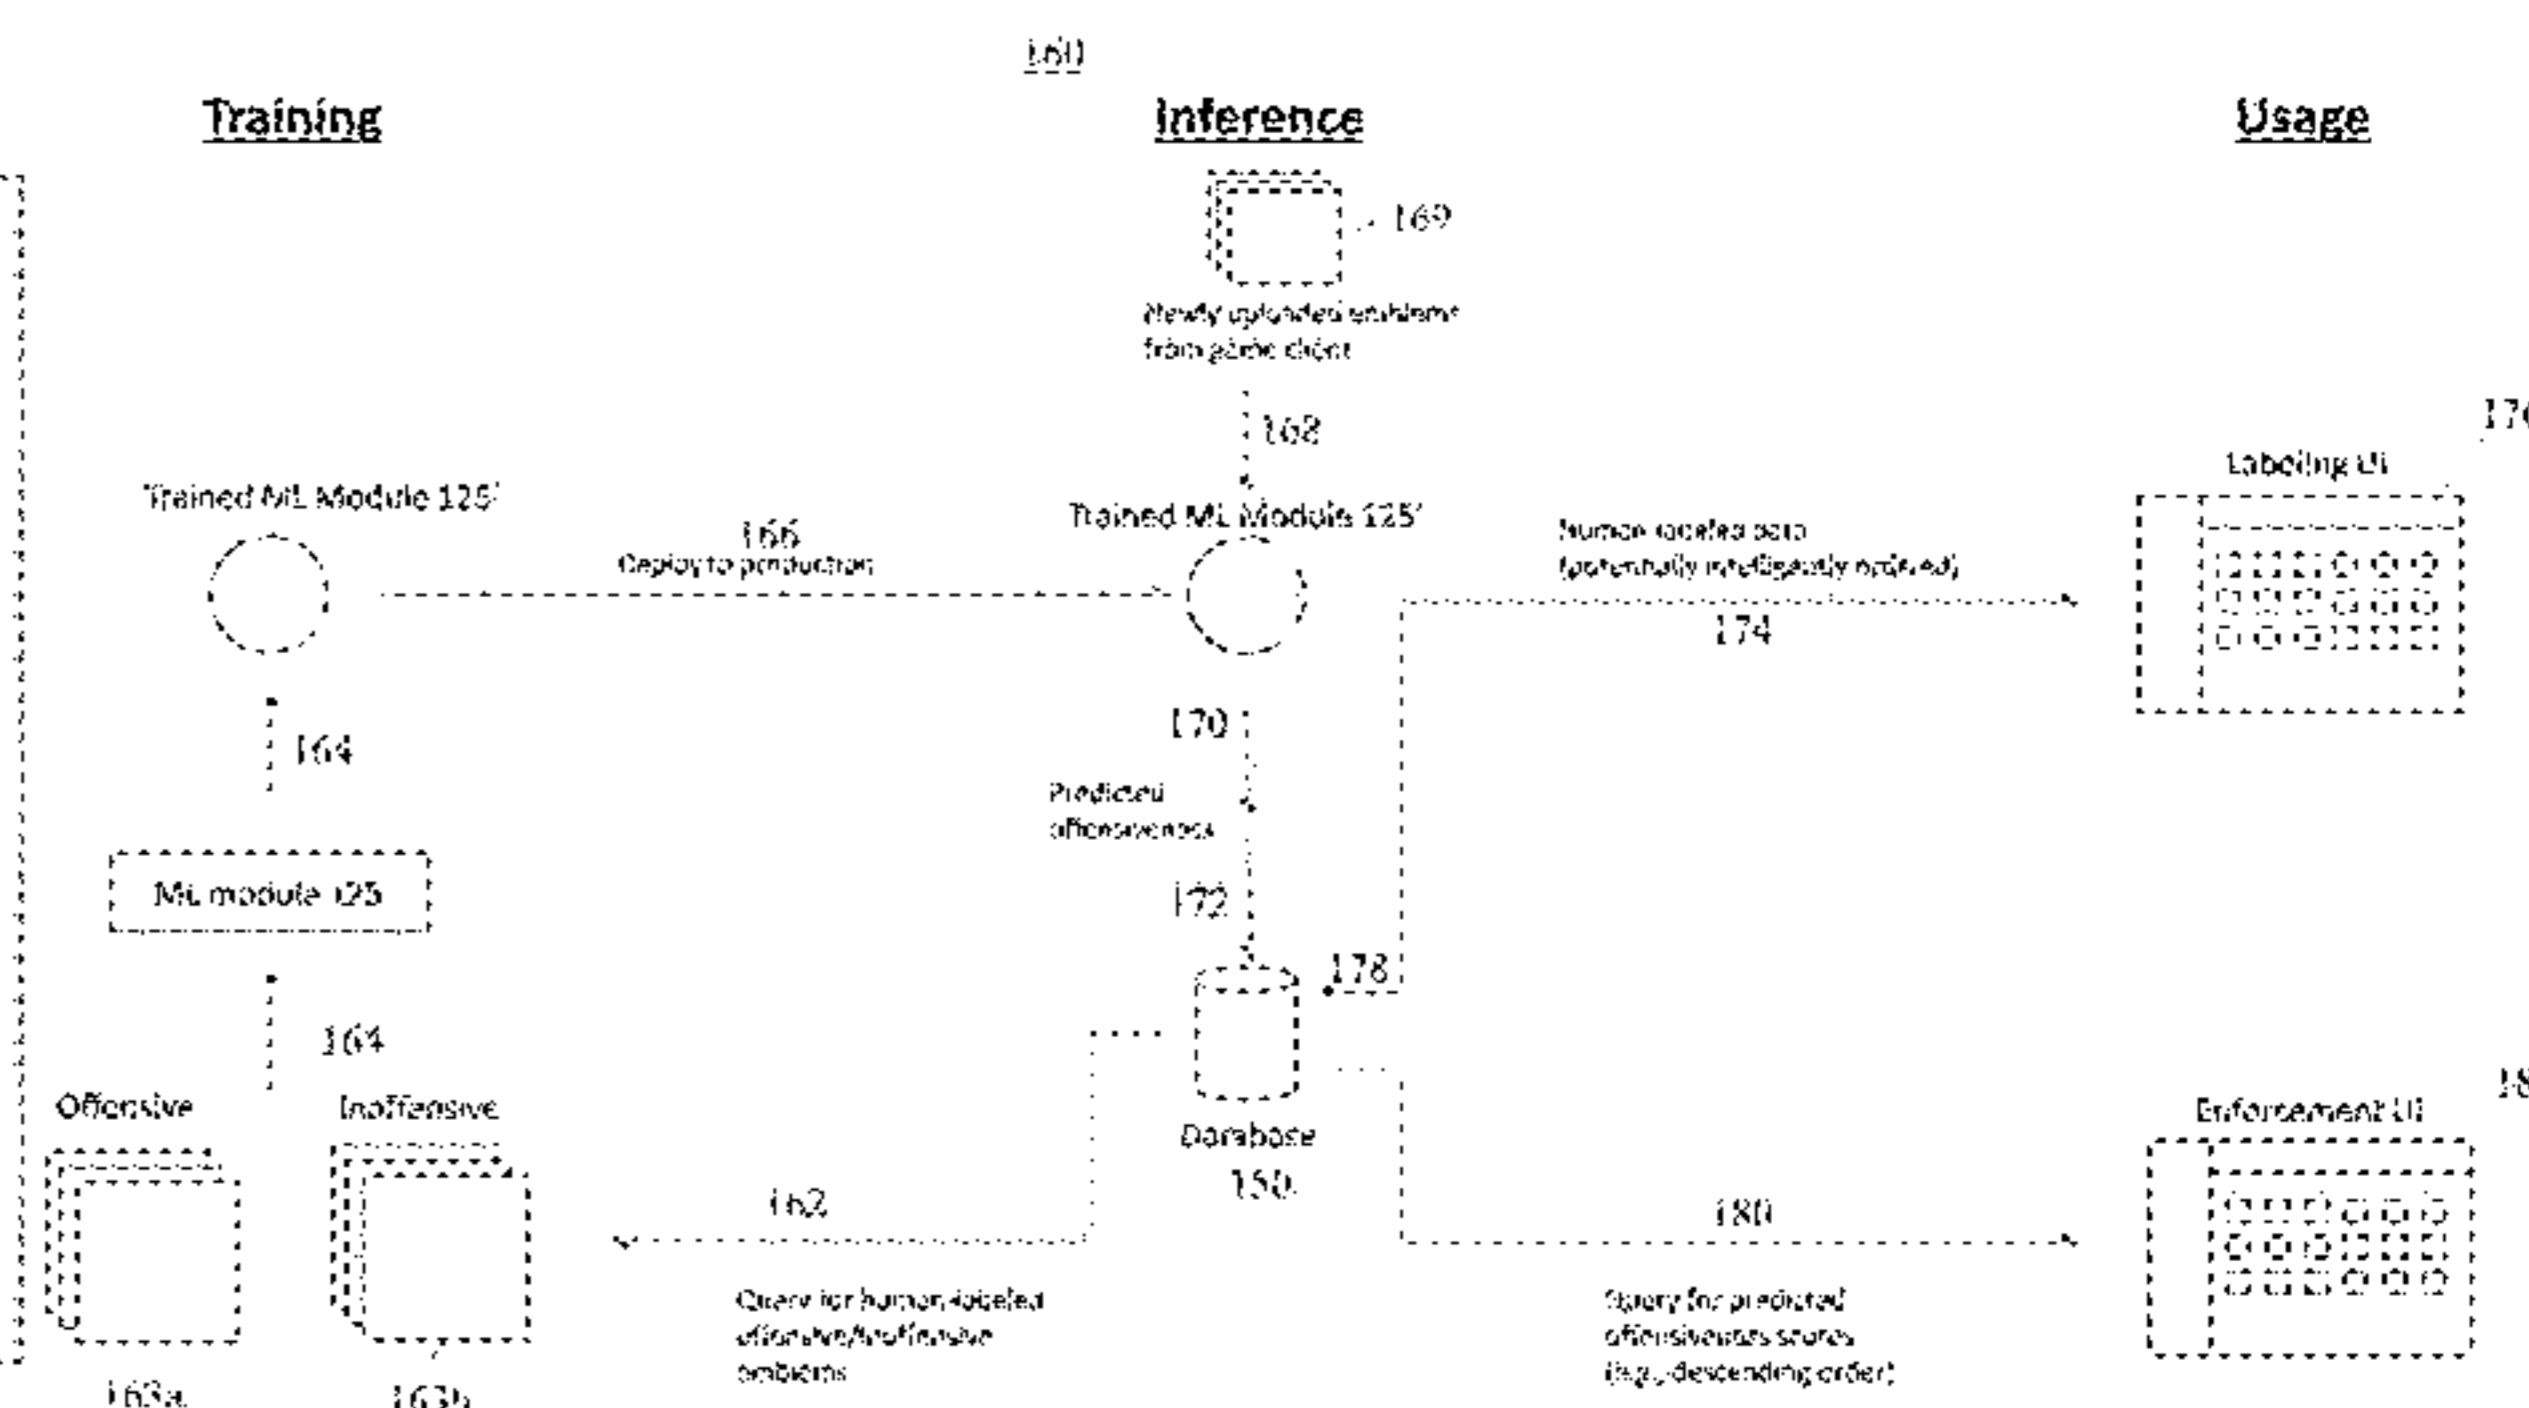 160
Training
Inference
Usage
169
Newly uploaded emblems
from game client
168
Labeling UI
Trained ML Module 125'
Trained ML Module 125'
166
Deploy to production
Human labeled data
(potentially intelligently ordered)
174
170
164
Predicted
offensiveness
ML module 125
172
178
164
Offensive
Inoffensive
Database
150
Enforcement UI
162
180
Query for human-labeled
offensive/inoffensive
emblems
Query for predicted
offensiveness scores
(e.g., descending order)
163a
163b